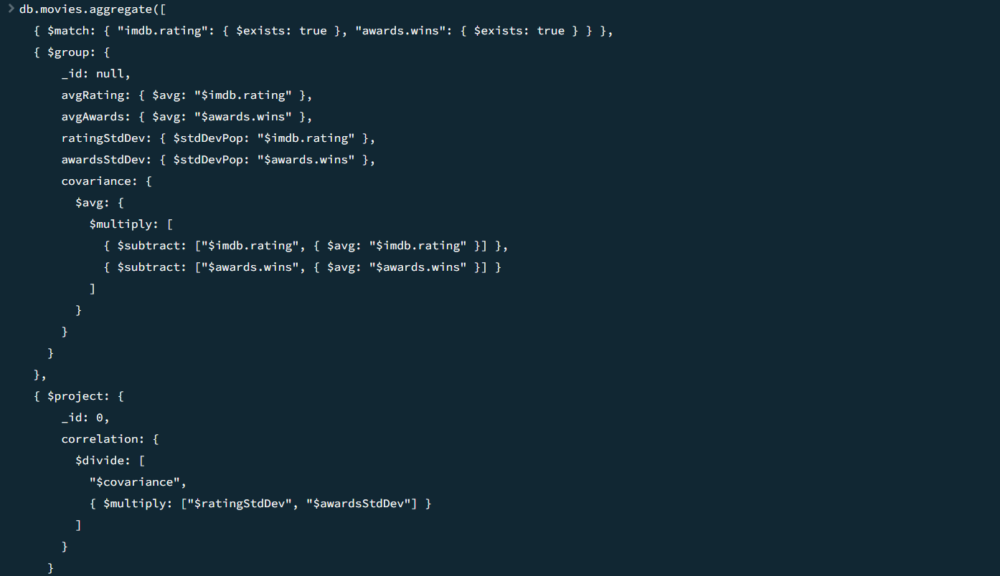 > db.movies.aggregate([
{ $match: { "imdb.rating": { $exists: true }, "awards.wins": { $exists: true } } },
{ $group: {
_id: null,
avgRating: { $avg: "$imdb.rating" },
avgAwards: { $avg: "$awards.wins" },
ratingStdDev: { $stdDevPop: "$imdb.rating" },
awardsStdDev: { $stdDevPop: "$awards.wins" },
covariance: {
$avg: {
$multiply: [
{ $subtract: ["$imdb.rating", { $avg: "$imdb.rating" }] },
{ $subtract: ["$awards.wins", { $avg: "$awards.wins" }] }
]
}
}
}
},
{ $project: {
_id: 0,
correlation: {
$divide: [
"$covariance",
{ $multiply: ["$ratingStdDev", "$awardsStdDev"] }
]
}
}